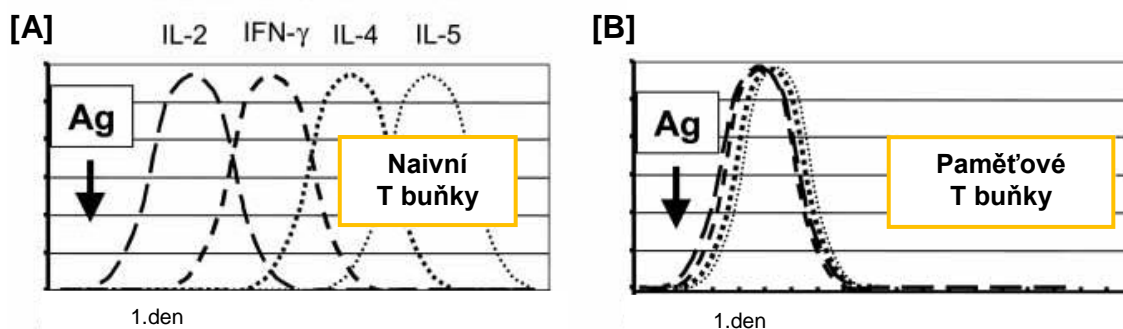 [A]
IL-2 IFN-γ IL-4 IL-5
Ag
Naivní
T buňky
1.den
[B]
Ag
Paměťové
T buňky
1.den